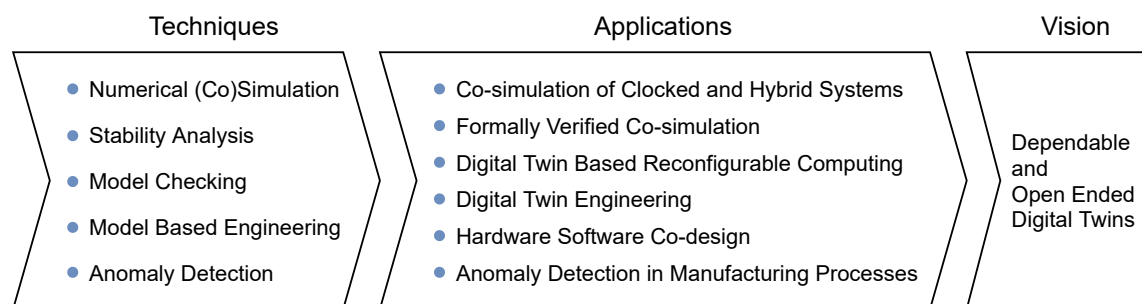 Techniques
Numerical (Co)Simulation
Stability Analysis
Model Checking
Model Based Engineering
Anomaly Detection
Applications
Co-simulation of Clocked and Hybrid Systems
Formally Verified Co-simulation
Digital Twin Based Reconfigurable Computing
Digital Twin Engineering
Hardware Software Co-design
Anomaly Detection in Manufacturing Processes
Vision
Dependable
and
Open Ended
Digital Twins